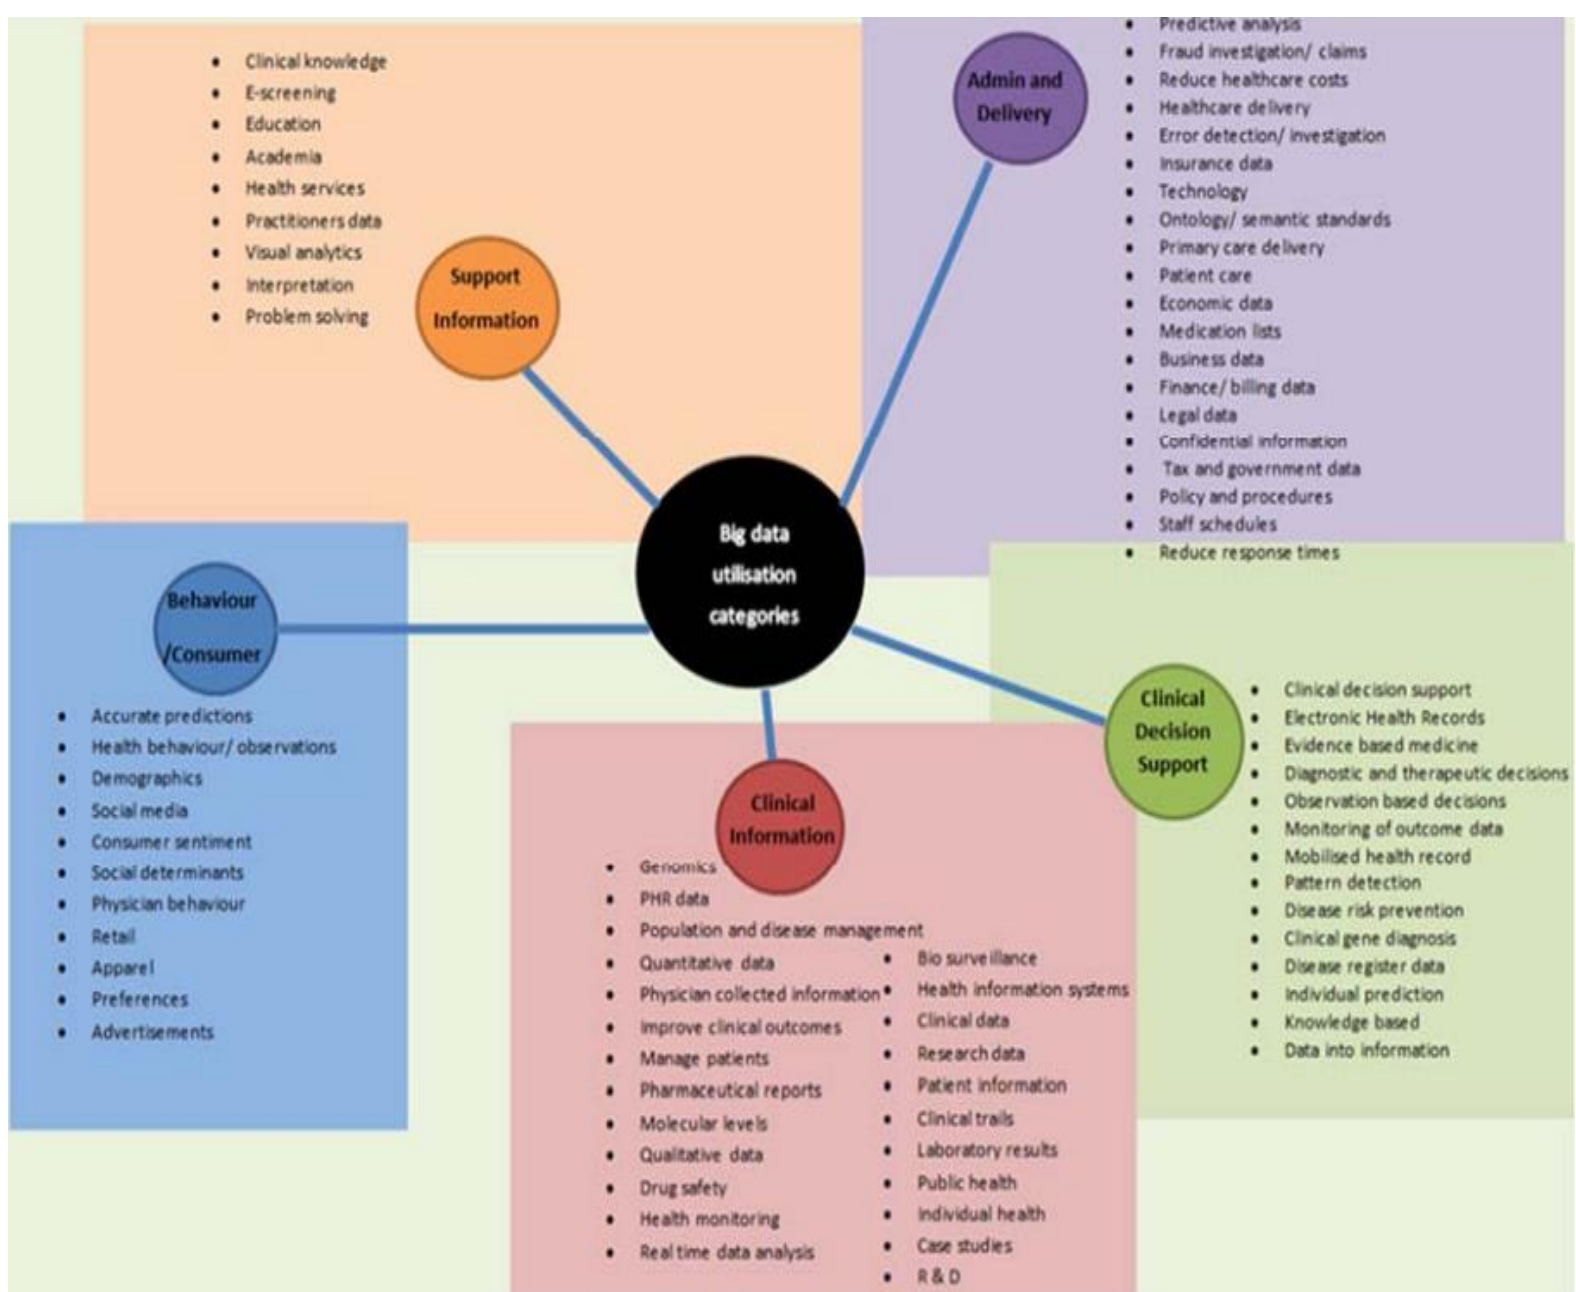 Clinical knowledge
E-screening
Education
Academia
Health services
Practitioners data
Visual analytics
Interpretation
Problem solving
Support
Information
Admin and
Delivery
Predictive analysis
Fraud investigation/ claims
Reduce healthcare costs
Healthcare delivery
Error detection/ investigation
Insurance data
Technology
Ontology/ semantic standards
Primary care delivery
Patient care
Economic data
Medication lists
Business data
Finance/ billing data
Legal data
Confidential information
Tax and government data
Policy and procedures
Staff schedules
Reduce response times
Big data
utilisation
categories
Behaviour
/Consumer
Accurate predictions
Health behaviour/ observations
Demographics
Social media
Consumer sentiment
Social determinants
Physician behaviour
Retail
Apparel
Preferences
Advertisements
Clinical
Information
Genomics
PHR data
Population and disease management
Quantitative data
Physician collected information
Improve clinical outcomes
Manage patients
Pharmaceutical reports
Molecular levels
Qualitative data
Drug safety
Health monitoring
Real time data analysis
Bio surveillance
Health information systems
Clinical data
Research data
Patient information
Clinical trails
Laboratory results
Public health
Individual health
Case studies
R & D
Clinical
Decision
Support
Clinical decision support
Electronic Health Records
Evidence based medicine
Diagnostic and therapeutic decisions
Observation based decisions
Monitoring of outcome data
Mobilised health record
Pattern detection
Disease risk prevention
Clinical gene diagnosis
Disease register data
Individual prediction
Knowledge based
Data into information